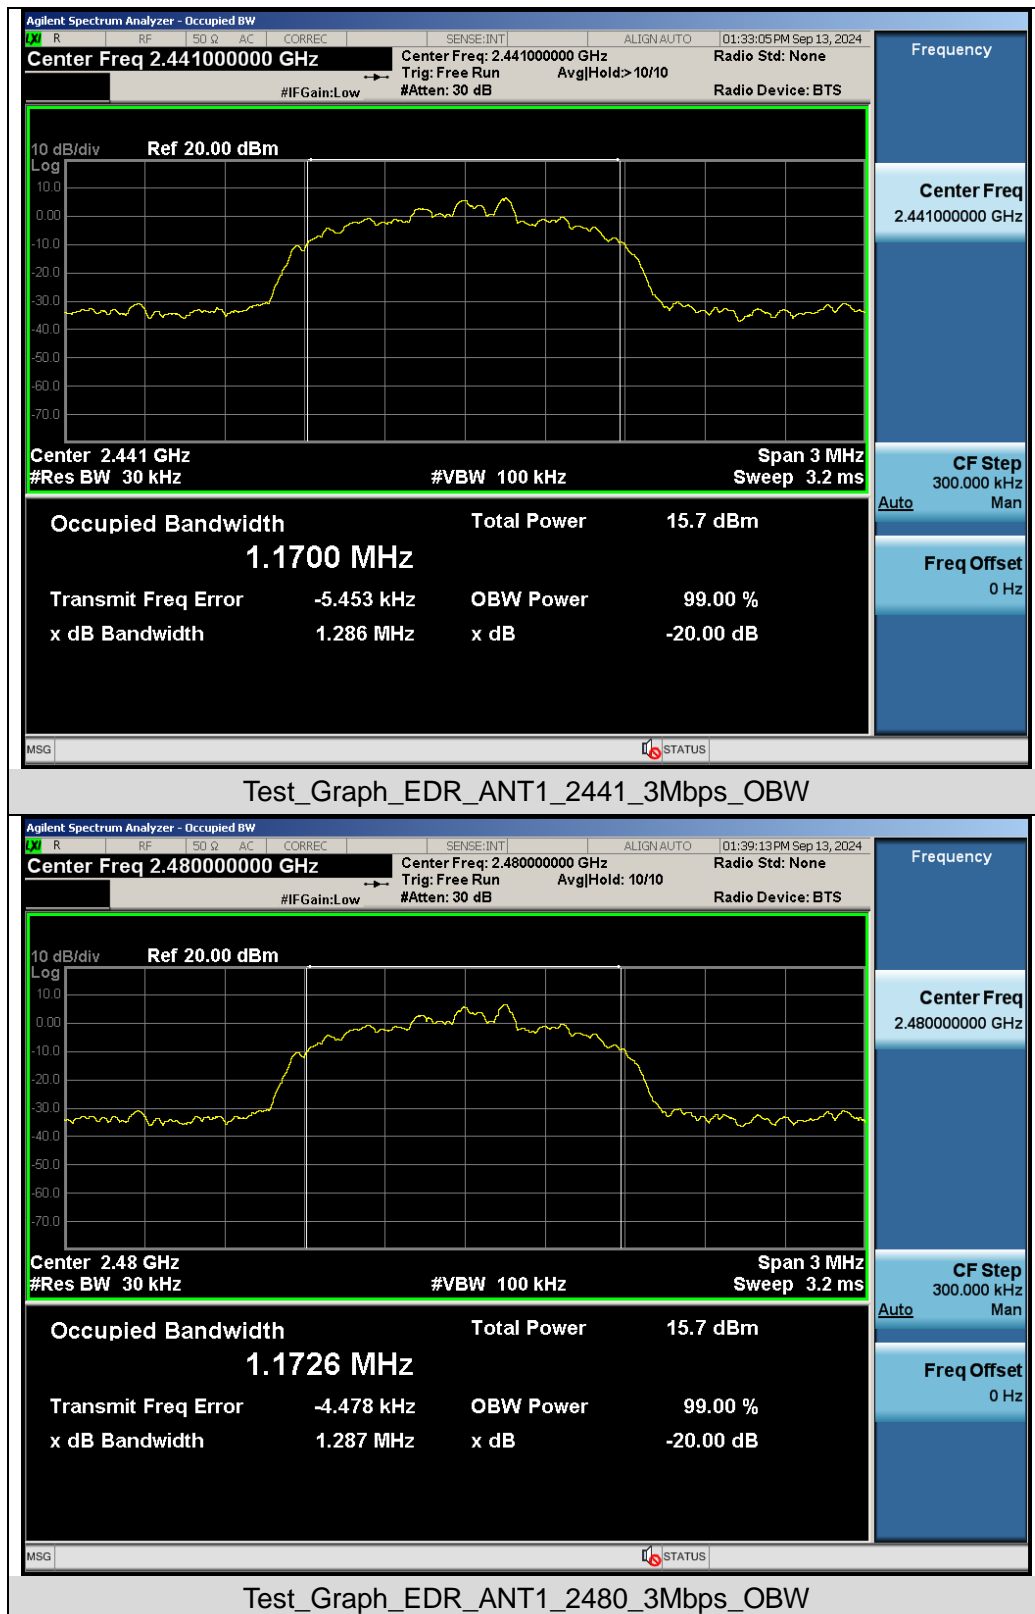 Agilent Spectrum Analyzer - Occupied BW
LXI R RF 50 Ω AC CORREC SENSE:INT ALIGN AUTO 01:33:05 PM Sep 13, 2024
Center Freq 2.441000000 GHz Center Freq: 2.441000000 GHz Radio Std: None
Trig: Free Run Avg|Hold:> 10/10
#IFGain:Low #Atten: 30 dB Radio Device: BTS
Frequency
10 dB/div Ref 20.00 dBm
Log
10.0
0.00
-10.0
-20.0
-30.0
-40.0
-50.0
-60.0
-70.0
Center Freq
2.441000000 GHz
Center 2.441 GHz Span 3 MHz
#Res BW 30 kHz #VBW 100 kHz Sweep 3.2 ms
CF Step
300.000 kHz
Auto Man
Occupied Bandwidth Total Power 15.7 dBm
1.1700 MHz
Freq Offset
0 Hz
Transmit Freq Error -5.453 kHz OBW Power 99.00 %
x dB Bandwidth 1.286 MHz x dB -20.00 dB
MSG STATUS
Test_Graph_EDR_ANT1_2441_3Mbps_OBW
Agilent Spectrum Analyzer - Occupied BW
LXI R RF 50 Ω AC CORREC SENSE:INT ALIGN AUTO 01:39:13 PM Sep 13, 2024
Center Freq 2.480000000 GHz Center Freq: 2.480000000 GHz Radio Std: None
Trig: Free Run Avg|Hold: 10/10
#IFGain:Low #Atten: 30 dB Radio Device: BTS
Frequency
10 dB/div Ref 20.00 dBm
Log
10.0
0.00
-10.0
-20.0
-30.0
-40.0
-50.0
-60.0
-70.0
Center Freq
2.480000000 GHz
Center 2.48 GHz Span 3 MHz
#Res BW 30 kHz #VBW 100 kHz Sweep 3.2 ms
CF Step
300.000 kHz
Auto Man
Occupied Bandwidth Total Power 15.7 dBm
1.1726 MHz
Freq Offset
0 Hz
Transmit Freq Error -4.478 kHz OBW Power 99.00 %
x dB Bandwidth 1.287 MHz x dB -20.00 dB
MSG STATUS
Test_Graph_EDR_ANT1_2480_3Mbps_OBW